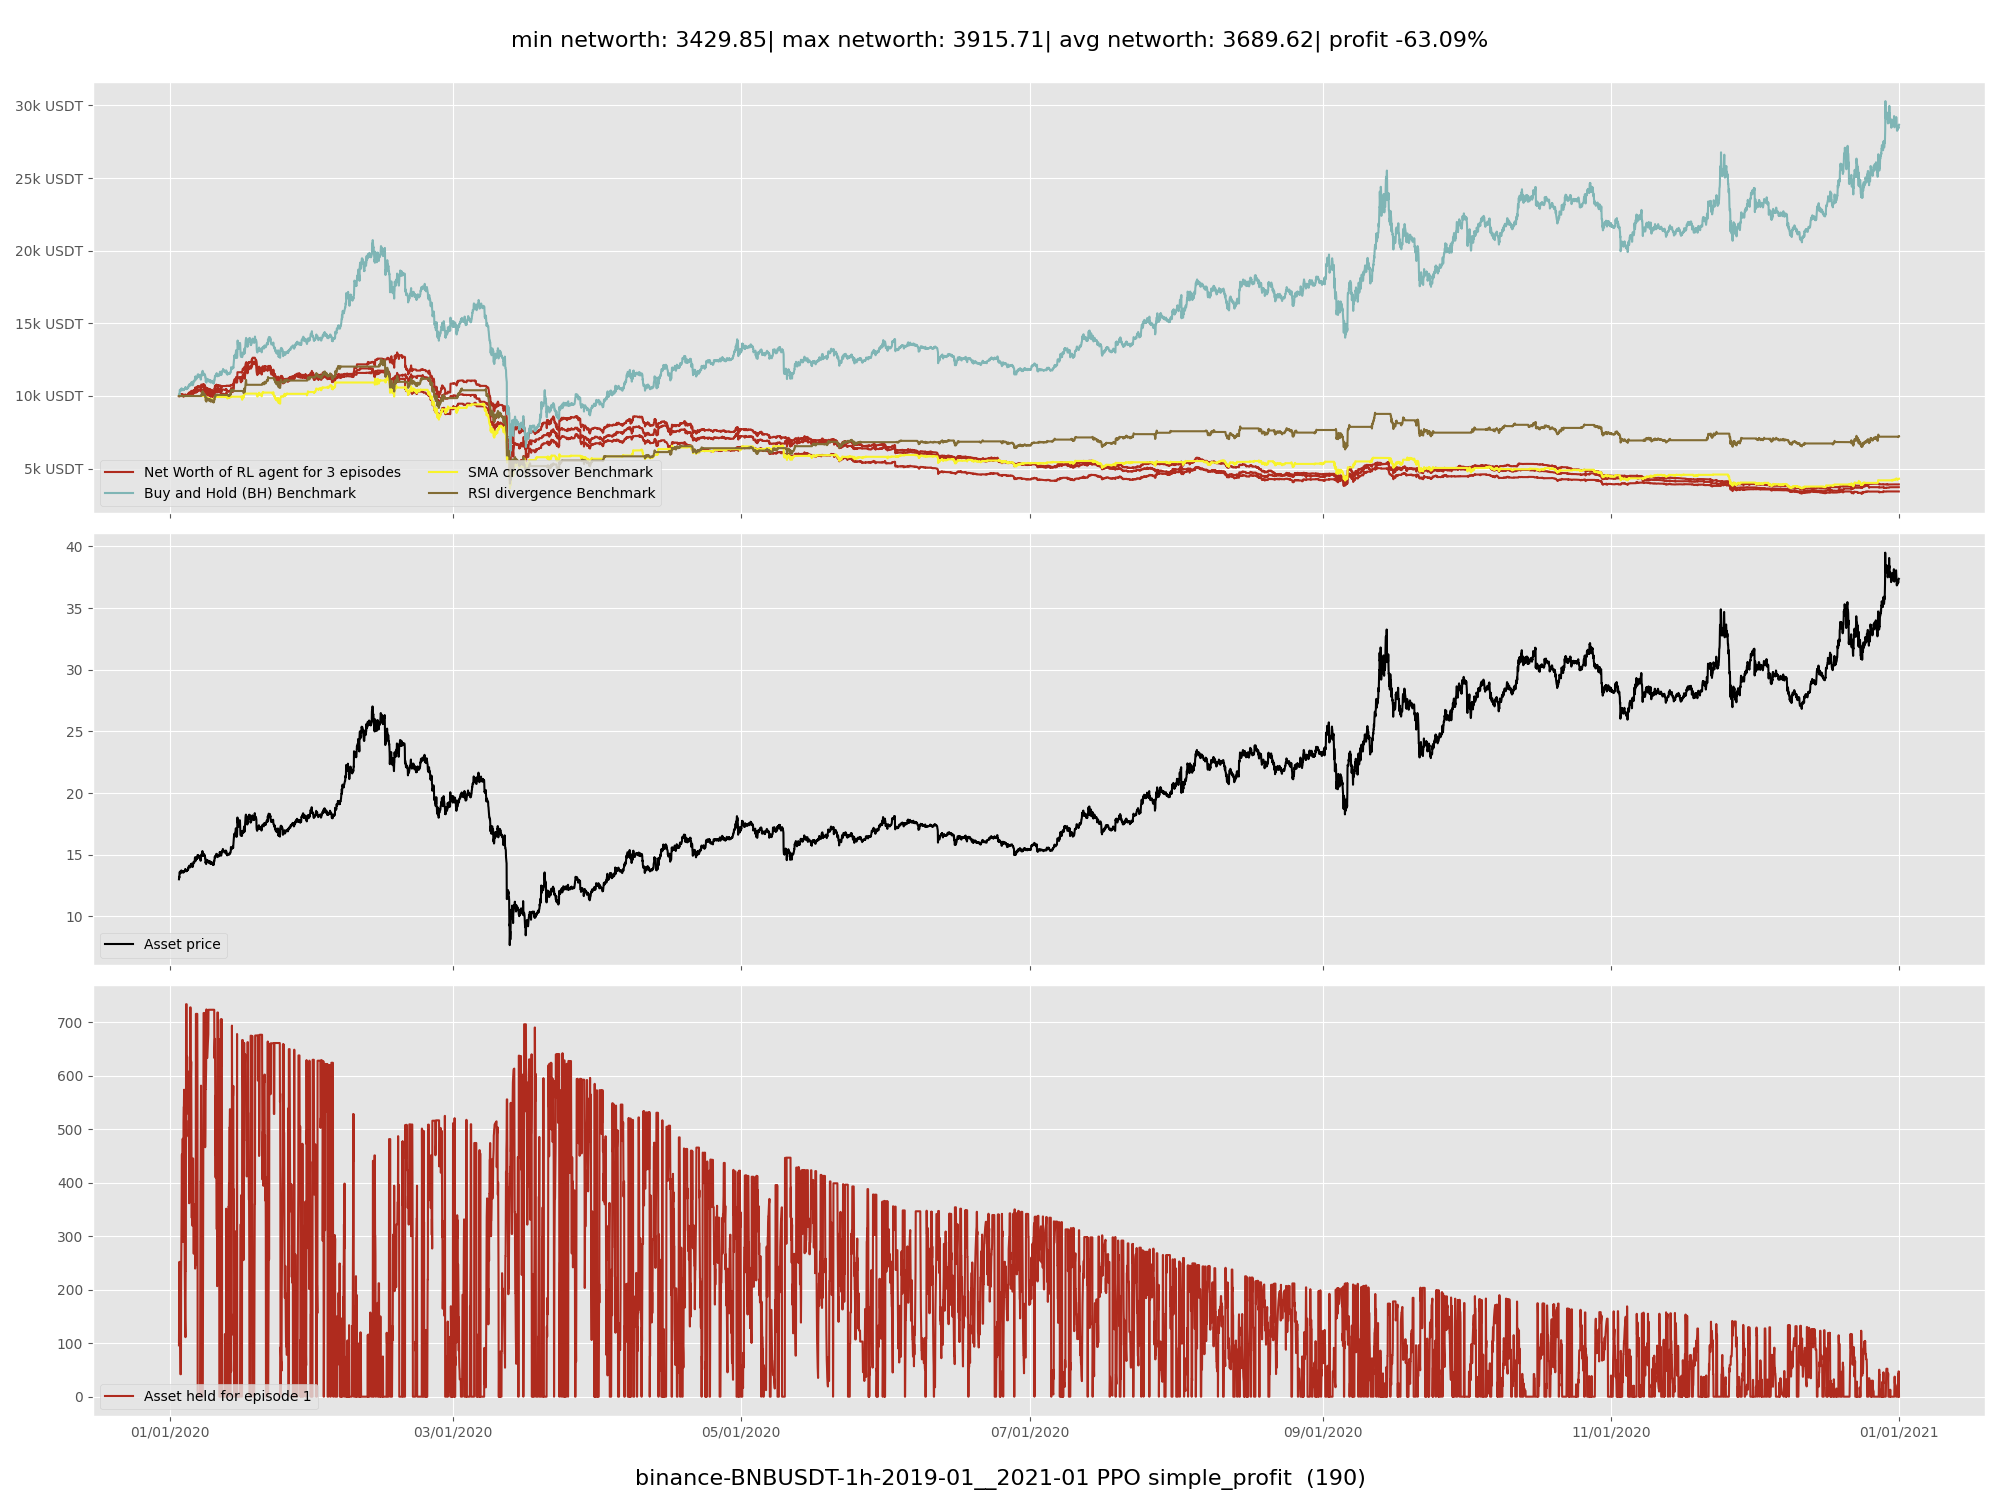 min networth: 3429.85| max networth: 3915.71| avg networth: 3689.62| profit -63.09%
30k USDT
25k USDT
20k USDT
15k USDT
10k USDT
5k USDT
Net Worth of RL agent for 3 episodes
Buy and Hold (BH) Benchmark
SMA crossover Benchmark
RSI divergence Benchmark
40
35
30
25
20
15
10
Asset price
700
600
500
400
300
200
100
0
Asset held for episode 1
01/01/2020
03/01/2020
05/01/2020
07/01/2020
09/01/2020
11/01/2020
01/01/2021
binance-BNBUSDT-1h-2019-01__2021-01 PPO simple_profit  (190)